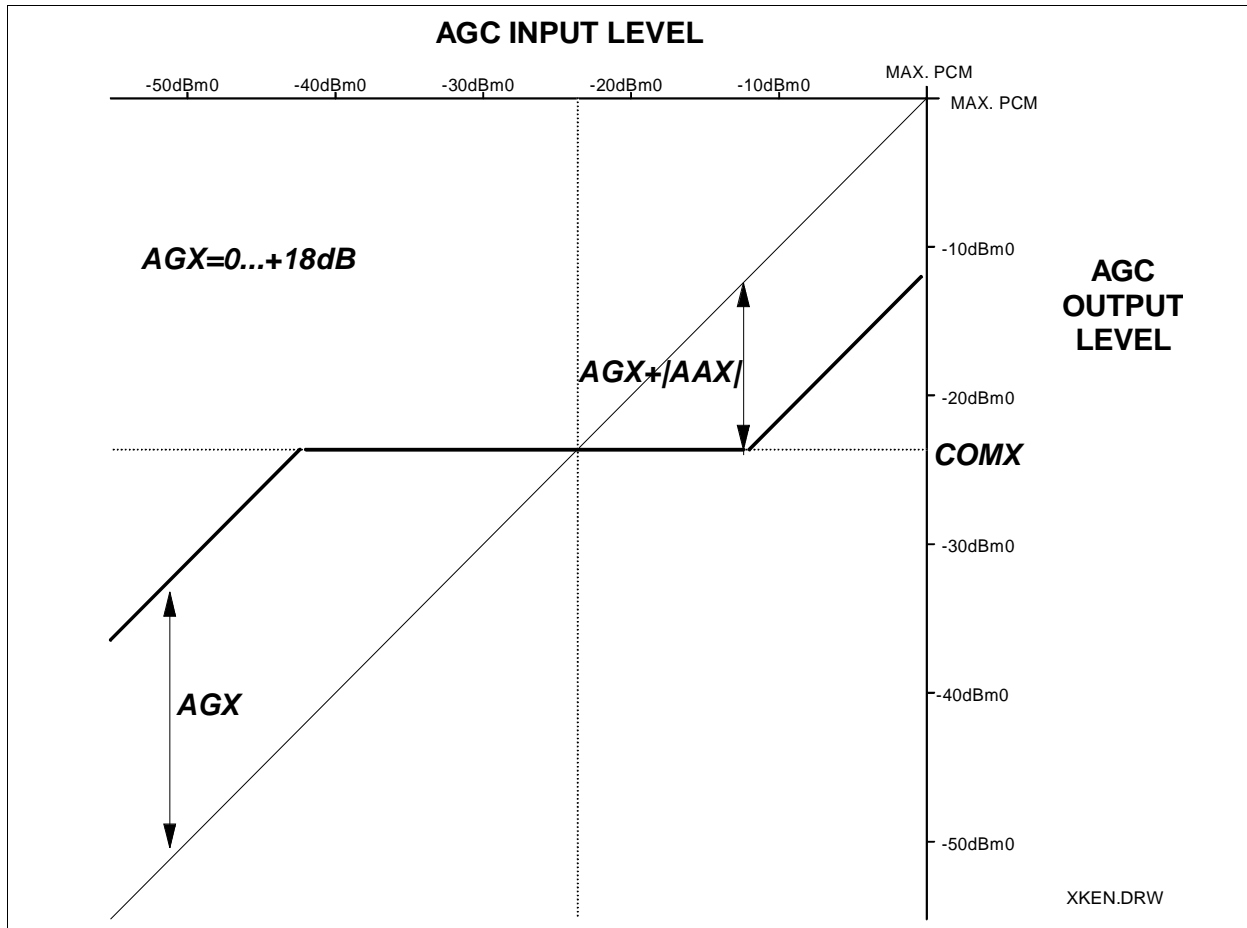 AGC INPUT LEVEL
MAX. PCM
-50dBm0 -40dBm0 -30dBm0 -20dBm0 -10dBm0
MAX. PCM
-10dBm0
AGX=0...+18dB
AGC
OUTPUT
LEVEL
AGX+|AAX|
-20dBm0
COMX
-30dBm0
-40dBm0
AGX
-50dBm0
XKEN.DRW